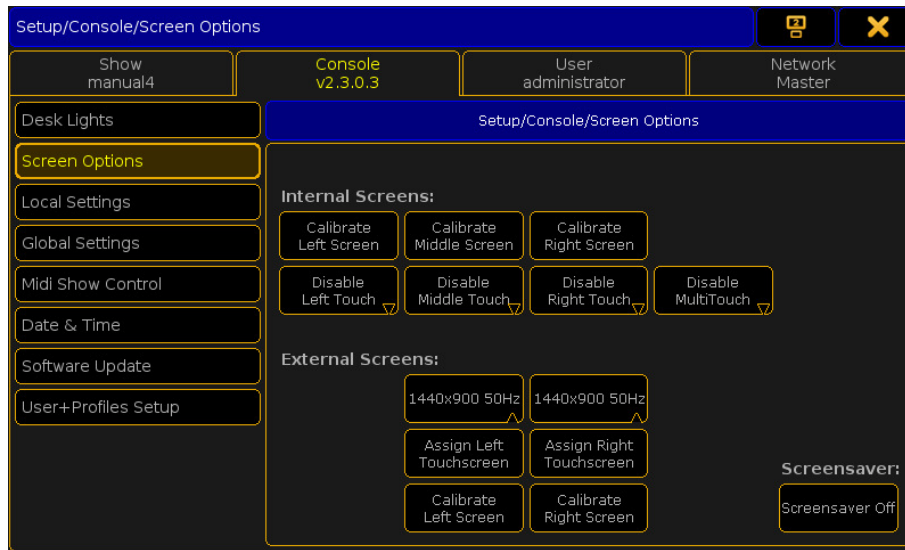 Setup/Console/Screen Options
2
Show
manual4
Console
v2.3.0.3
User
administrator
Network
Master
Desk Lights
Screen Options
Local Settings
Global Settings
Midi Show Control
Date & Time
Software Update
User+Profiles Setup
Setup/Console/Screen Options
Internal Screens:
Calibrate
Left Screen
Calibrate
Middle Screen
Calibrate
Right Screen
Disable
Left Touch
Disable
Middle Touch
Disable
Right Touch
Disable
MultiTouch
External Screens:
1440x900 50Hz
1440x900 50Hz
Assign Left
Touchscreen
Assign Right
Touchscreen
Calibrate
Left Screen
Calibrate
Right Screen
Screensaver:
Screensaver Off